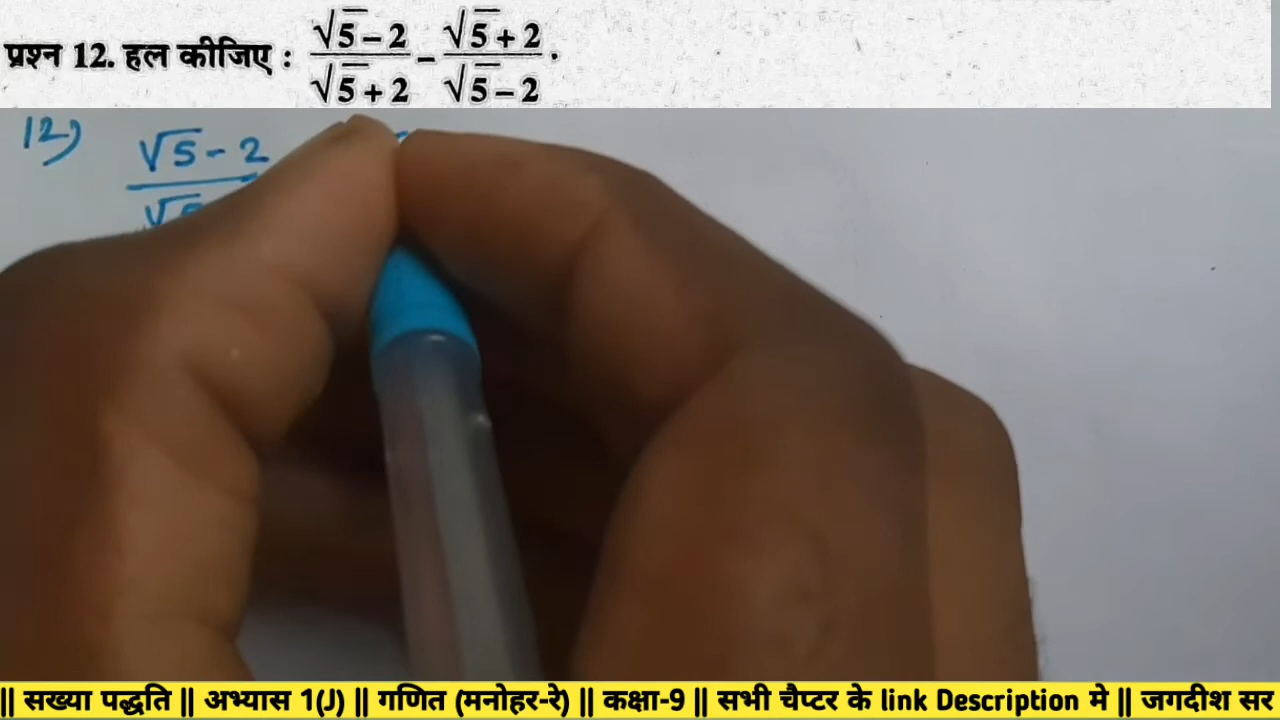 प्रश्न 12. हल कीजिए : (√5 − 2)/(√5 + 2) − (√5 + 2)/(√5 − 2) .
12)
√5 - 2
|| सख्या पद्धति || अभ्यास 1(J) || गणित (मनोहर-रे) || कक्षा-9 || सभी चैप्टर के link Description मे || जगदीश सर